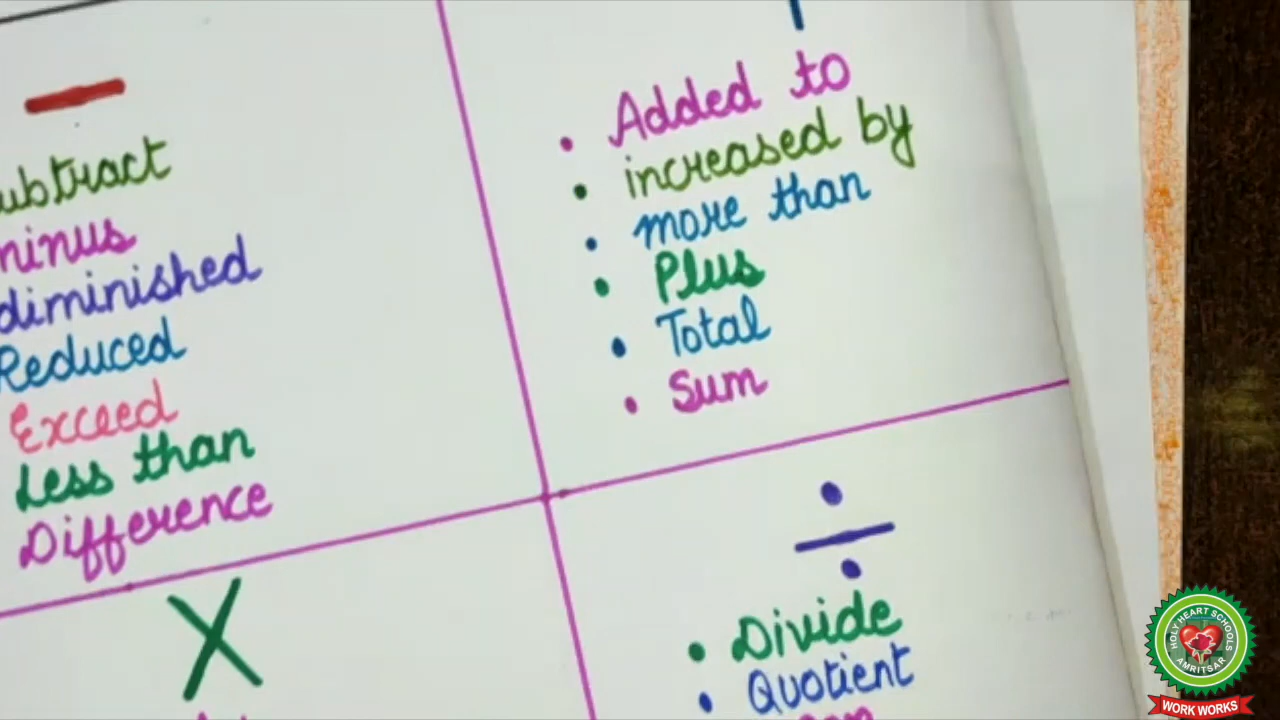 −
ubtract
minus
diminished
Reduced
Exceed
Less than
Difference
• Added to
• increased by
• more than
• Plus
• Total
• Sum
X
÷
• Divide
• Quotient
HOLY HEART SCHOOLS
AMRITSAR
WORK WORKS